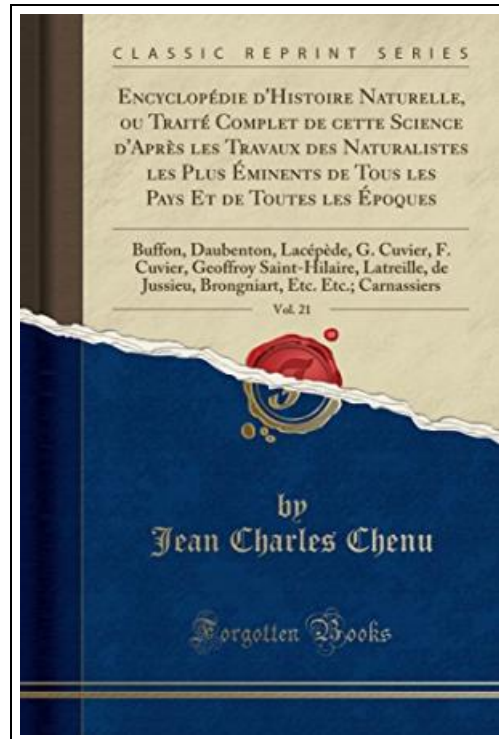 CLASSIC REPRINT SERIES
ENCYCLOPÉDIE D'HISTOIRE NATURELLE,
OU TRAITÉ COMPLET DE CETTE SCIENCE
D'APRÈS LES TRAVAUX DES NATURALISTES
LES PLUS ÉMINENTS DE TOUS LES
PAYS ET DE TOUTES LES ÉPOQUES
Buffon, Daubenton, Lacépède, G. Cuvier, F.
Cuvier, Geoffroy Saint-Hilaire, Latreille, de
Jussieu, Brongniart, Etc. Etc.; Carnassiers
Vol. 21
by
Jean Charles Chenu
Forgotten Books